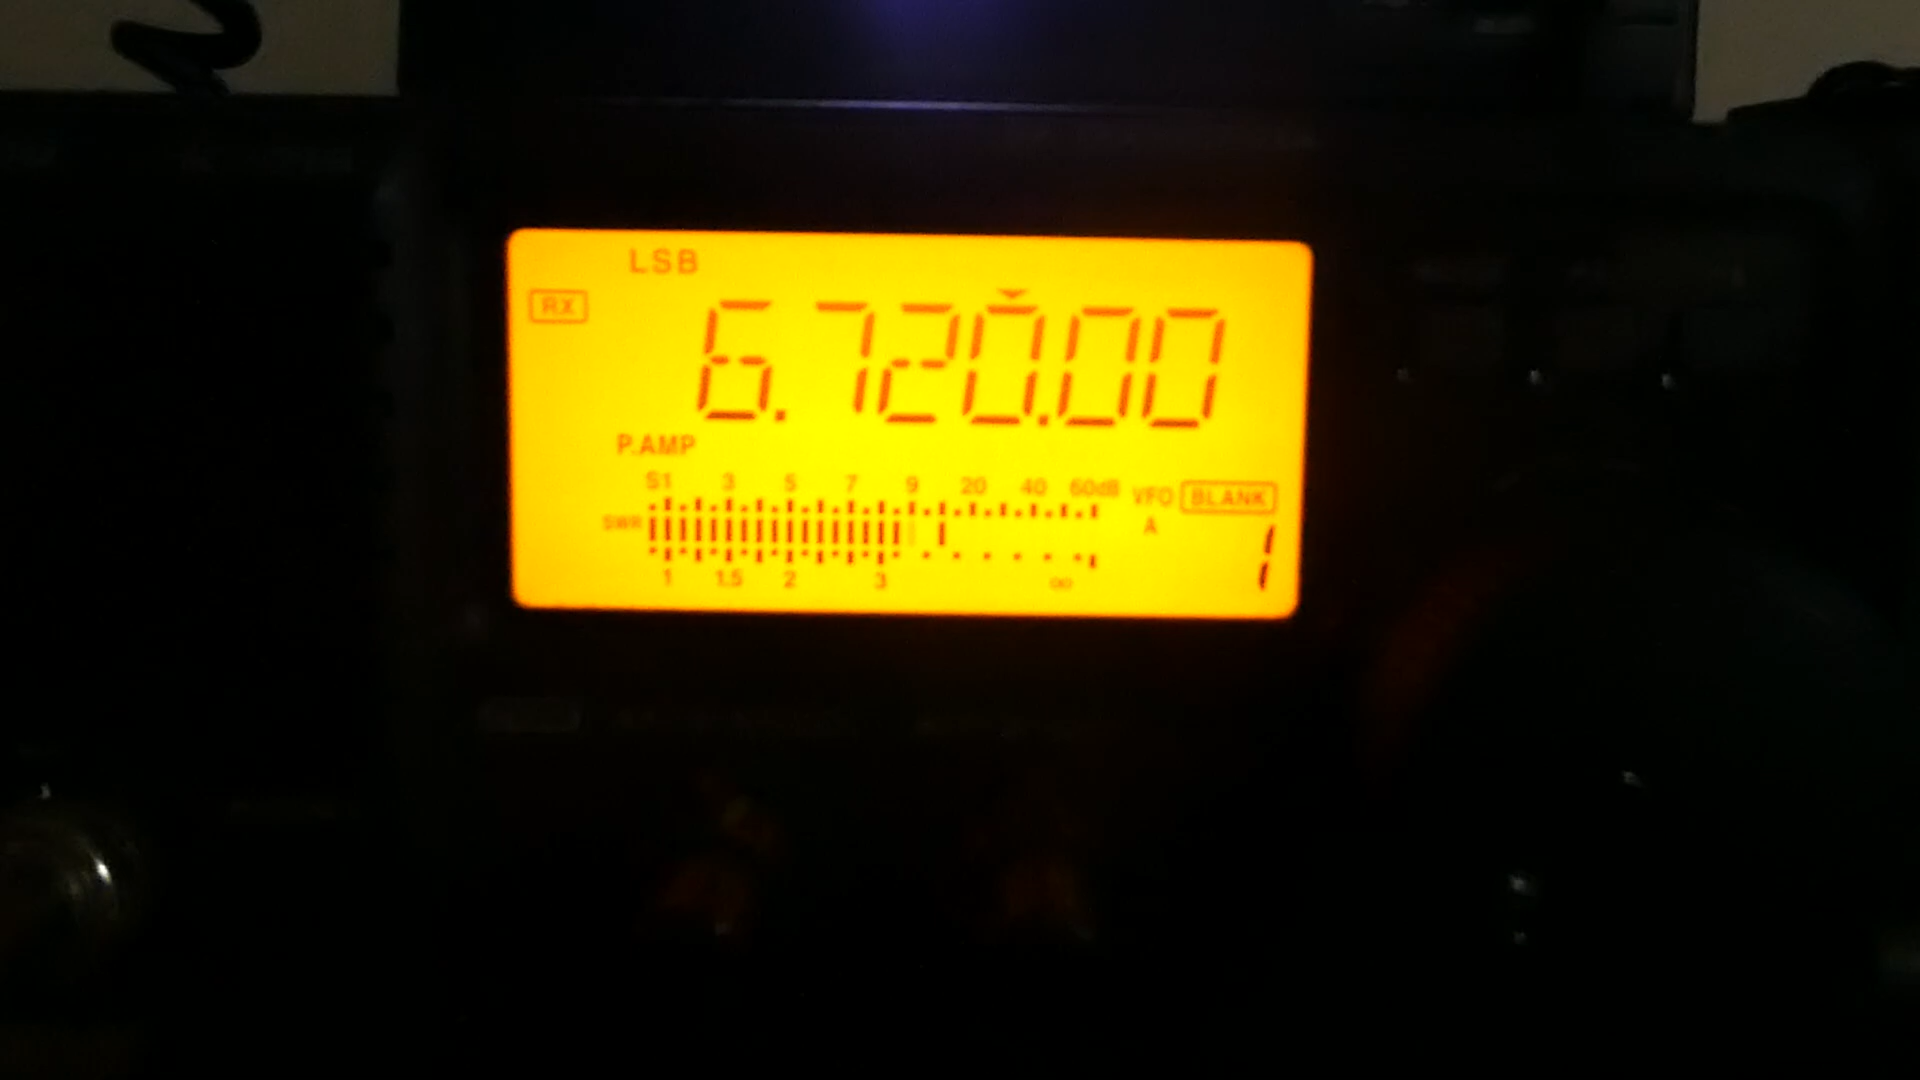 LSB
RX
6.720.00
P.AMP
S1 3 5 7 9 20 40 60dB VFO BLANK
SWR A
1 1.5 2 3 ∞ 1